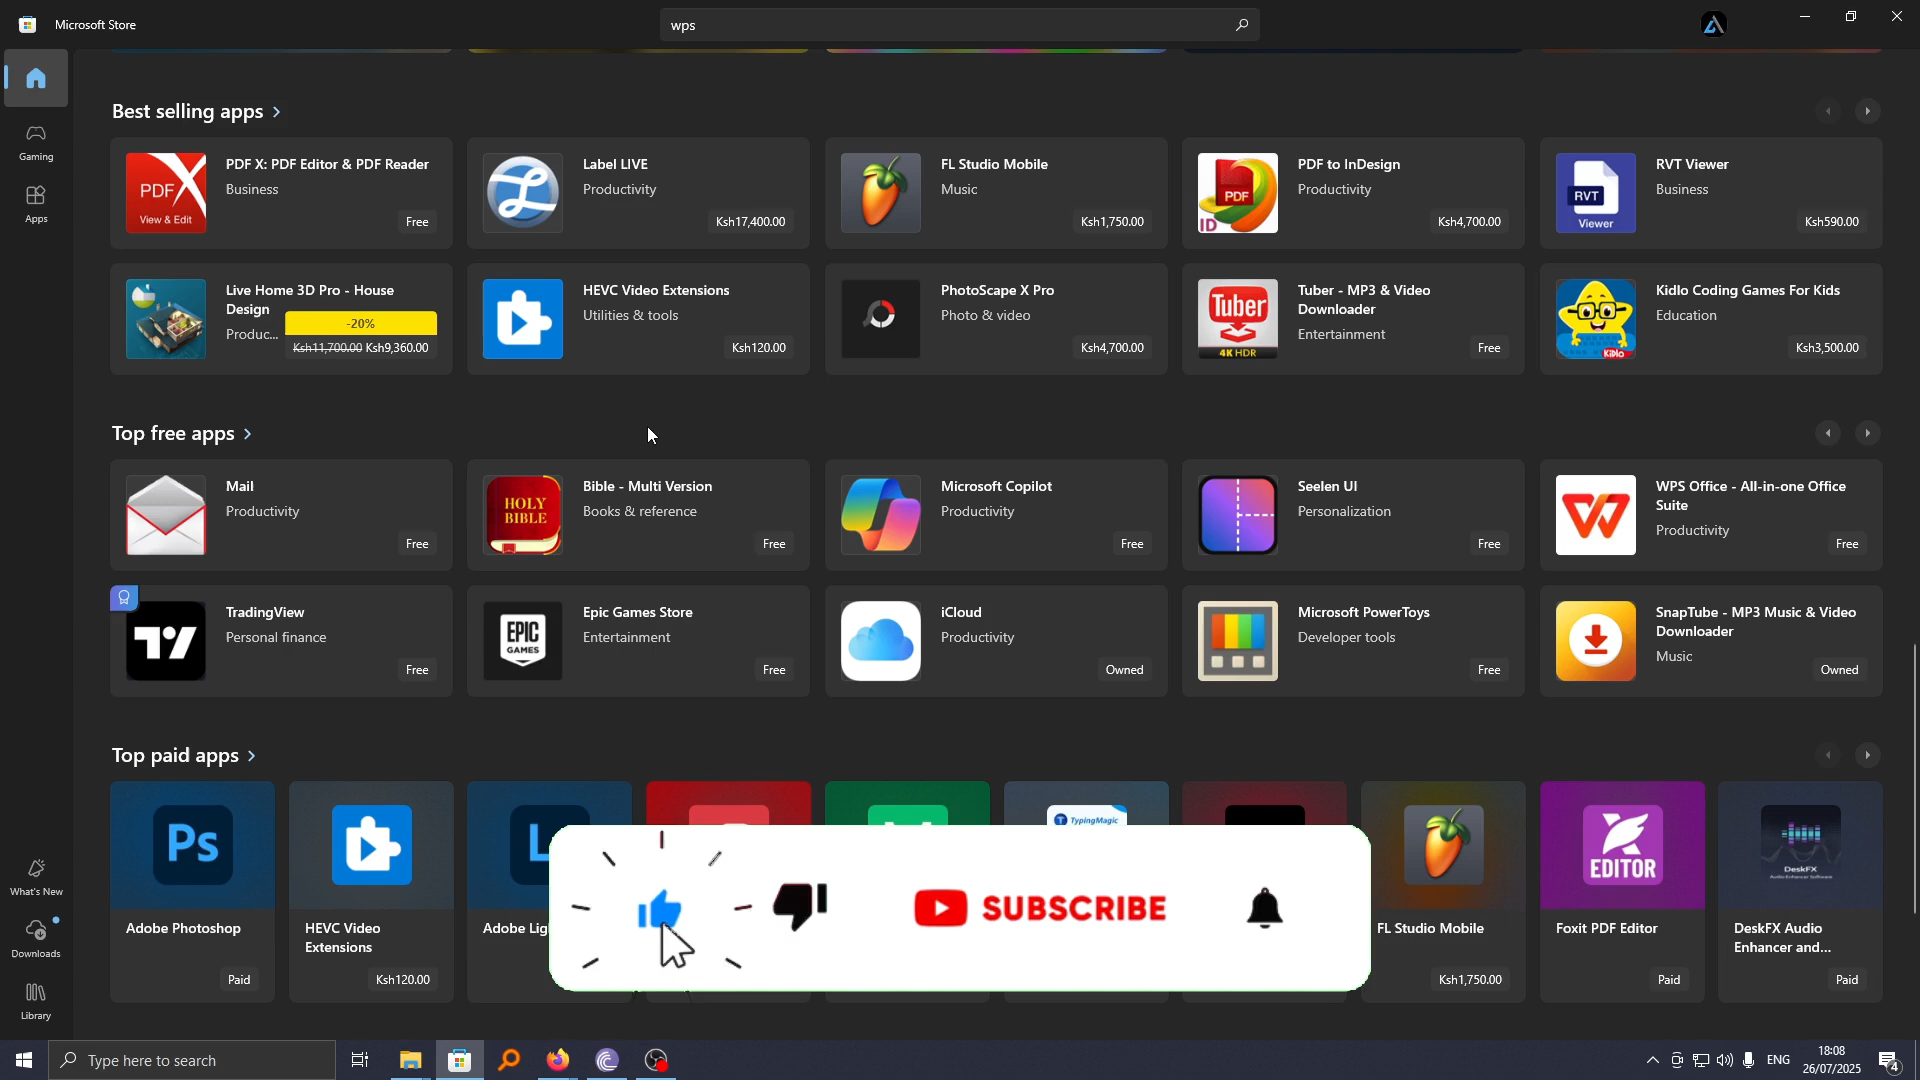 Microsoft Store
wps
Gaming
Apps
Best selling apps
PDF X: PDF Editor & PDF Reader
Business
Free
PDF X
View & Edit
Label LIVE
Productivity
Ksh17,400.00
FL Studio Mobile
Music
Ksh1,750.00
PDF to InDesign
Productivity
Ksh4,700.00
PDF
ID
RVT Viewer
Business
Ksh590.00
RVT
Viewer
Live Home 3D Pro - House
Design
Produc...
-20%
Ksh11,700.00 Ksh9,360.00
HEVC Video Extensions
Utilities & tools
Ksh120.00
PhotoScape X Pro
Photo & video
Ksh4,700.00
Tuber - MP3 & Video
Downloader
Entertainment
Free
Tuber
4K HDR
Kidlo Coding Games For Kids
Education
Ksh3,500.00
Kidlo
Top free apps
Mail
Productivity
Free
HOLY
BIBLE
Bible - Multi Version
Books & reference
Free
Microsoft Copilot
Productivity
Free
Seelen UI
Personalization
Free
WPS Office - All-in-one Office
Suite
Productivity
Free
TradingView
Personal finance
Free
EPIC
GAMES
Epic Games Store
Entertainment
Free
iCloud
Productivity
Owned
Microsoft PowerToys
Developer tools
Free
SnapTube - MP3 Music & Video
Downloader
Music
Owned
Top paid apps
Ps
Adobe Photoshop
Paid
HEVC Video
Extensions
Ksh120.00
L
Adobe Lig
TypingMagic
SUBSCRIBE
FL Studio Mobile
Ksh1,750.00
EDITOR
Foxit PDF Editor
Paid
DeskFX
DeskFX Audio
Enhancer and...
Paid
What's New
Downloads
Library
Type here to search
ENG
18:08
26/07/2025
4